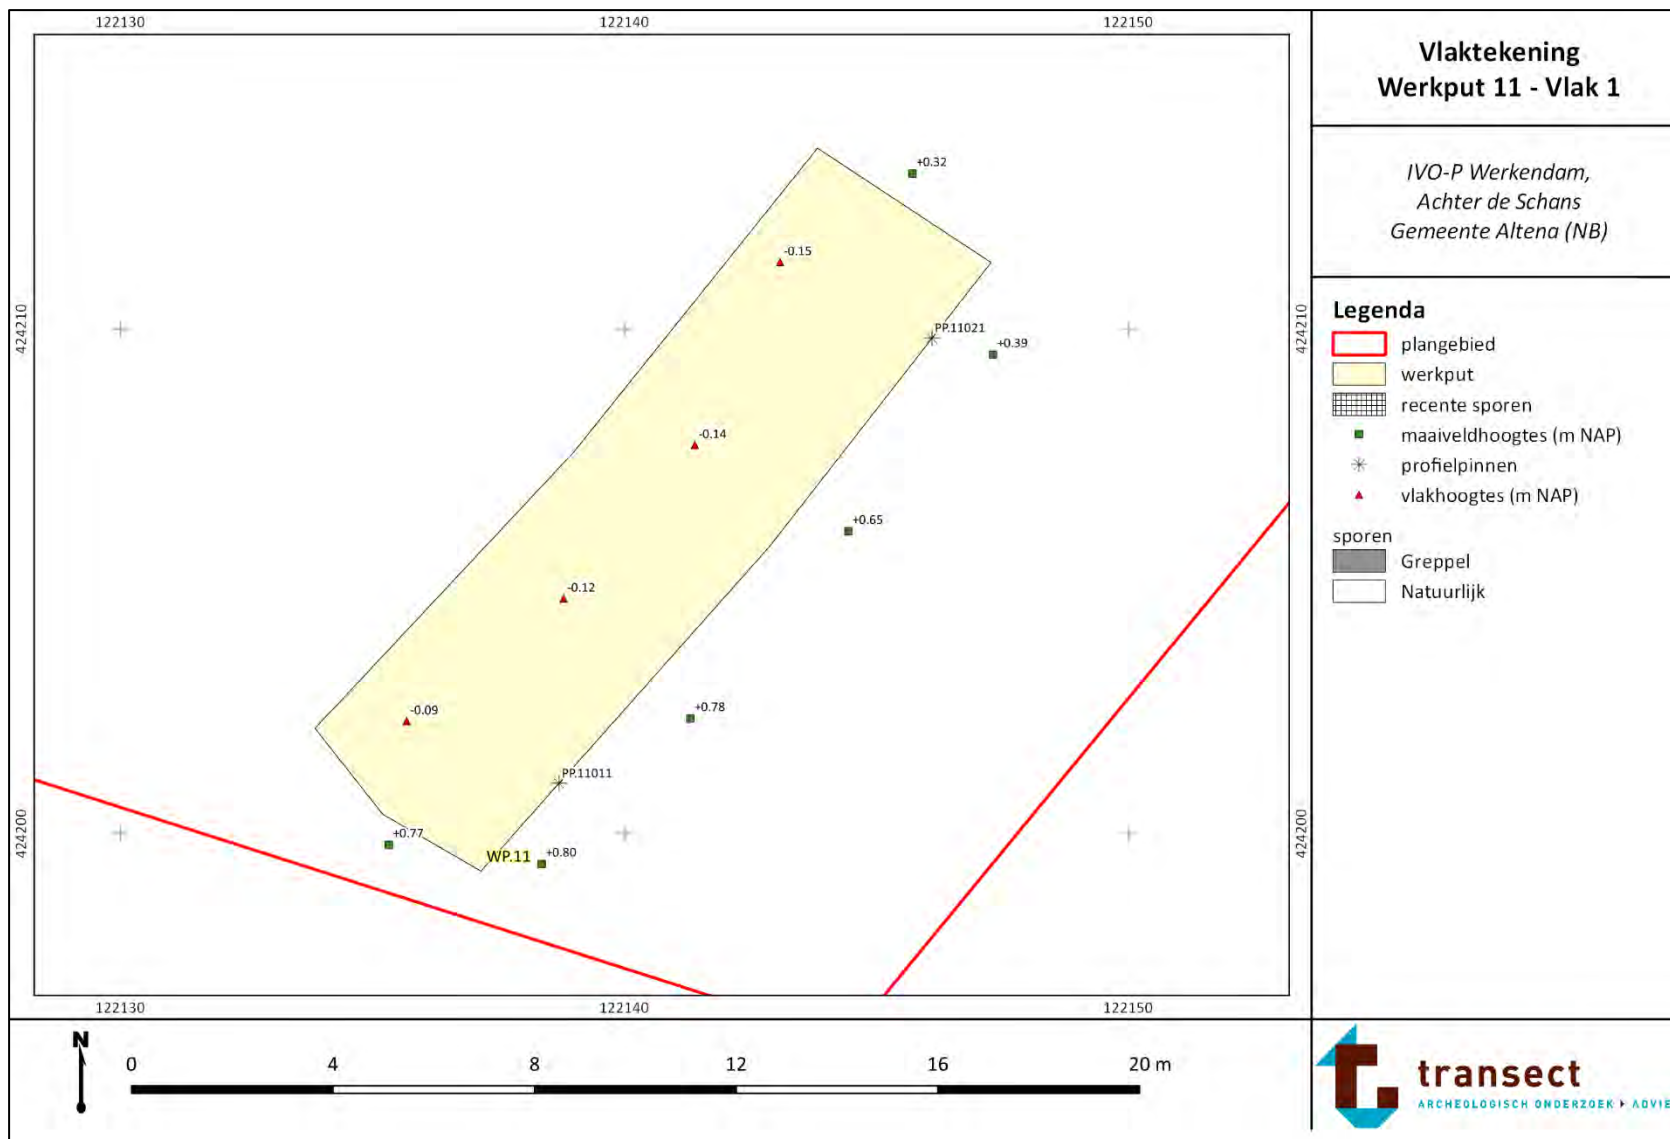 122130
122140
122150
Vlaktekening
Werkput 11 - Vlak 1
IVO-P Werkendam,
Achter de Schans
Gemeente Altena (NB)
+0.32
-0.15
424210
424210
PP.11021
+0.39
-0.14
+0.65
-0.12
-0.09
+0.78
PP.11011
424200
424200
+0.77
WP.11
+0.80
Legenda
plangebied
werkput
recente sporen
maaiveldhoogtes (m NAP)
profielpinnen
vlakhoogtes (m NAP)
sporen
Greppel
Natuurlijk
122130
122140
122150
N
0
4
8
12
16
20 m
transect
ARCHEOLOGISCH ONDERZOEK ADVIE